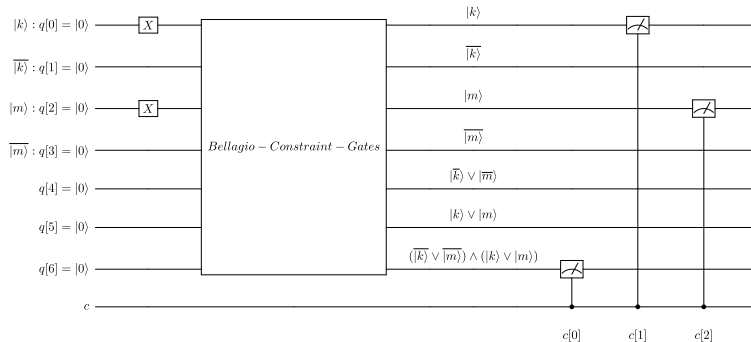 |k⟩ : q[0] = |0⟩ X |k⟩
|k̅⟩ : q[1] = |0⟩ |k̅⟩
|m⟩ : q[2] = |0⟩ X |m⟩
|m̅⟩ : q[3] = |0⟩ |m̅⟩
Bellagio − Constraint − Gates
q[4] = |0⟩ |k̅⟩ ∨ |m̅⟩
q[5] = |0⟩ |k⟩ ∨ |m⟩
q[6] = |0⟩ (|k̅⟩ ∨ |m̅⟩) ∧ (|k⟩ ∨ |m⟩)
c
c[0] c[1] c[2]